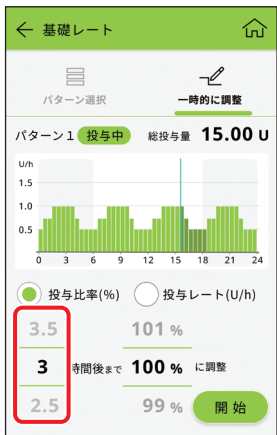 基礎レート
パターン選択 一時的に調整
パターン1 投与中 総投与量 15.00 U
U/h
1.5
1.0
0.5
0 3 6 9 12 15 18 21 24
投与比率(%) 投与レート(U/h)
3.5 101 %
3 時間後まで 100 % に調整
2.5 99 % 開始